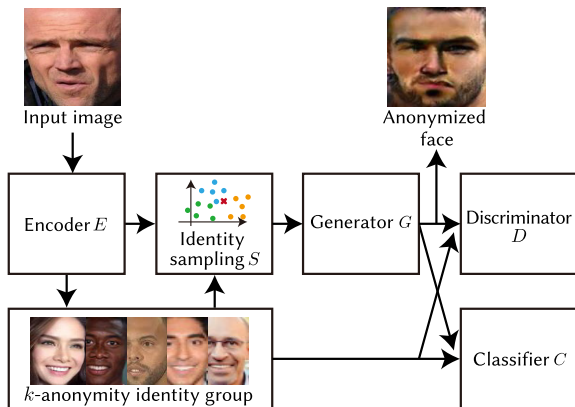 Input image
Anonymized
face
Encoder E
Identity
sampling S
Generator G
Discriminator
D
k-anonymity identity group
Classifier C